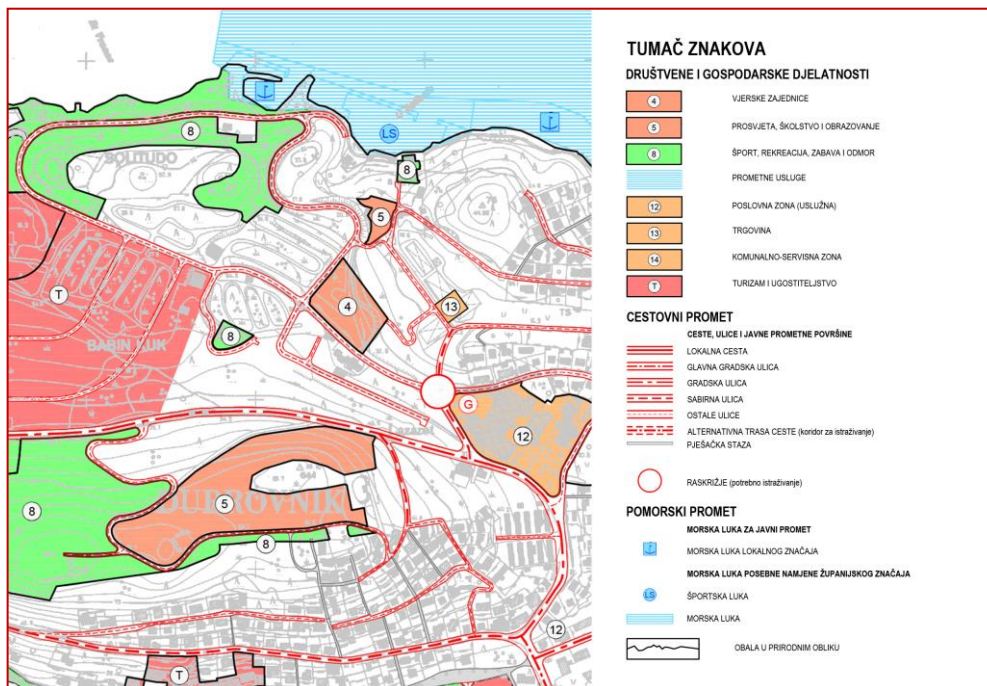 SOLITUDO
BABIN KUK
DUBROVNIK
8
LS
8
5
T
8
4
13
G
12
5
8
8
12
T
TUMAČ ZNAKOVA
DRUŠTVENE I GOSPODARSKE DJELATNOSTI
4 VJERSKE ZAJEDNICE
5 PROSVJETA, ŠKOLSTVO I OBRAZOVANJE
8 ŠPORT, REKREACIJA, ZABAVA I ODMOR
PROMETNE USLUGE
12 POSLOVNA ZONA (USLUŽNA)
13 TRGOVINA
14 KOMUNALNO-SERVISNA ZONA
T TURIZAM I UGOSTITELJSTVO
CESTOVNI PROMET
CESTE, ULICE I JAVNE PROMETNE POVRŠINE
LOKALNA CESTA
GLAVNA GRADSKA ULICA
GRADSKA ULICA
SABIRNA ULICA
OSTALE ULICE
ALTERNATIVNA TRASA CESTE (koridor za istraživanje)
PJEŠAČKA STAZA
RASKRIŽJE (potrebno istraživanje)
POMORSKI PROMET
MORSKA LUKA ZA JAVNI PROMET
MORSKA LUKA LOKALNOG ZNAČAJA
MORSKA LUKA POSEBNE NAMJENE ŽUPANIJSKOG ZNAČAJA
LS ŠPORTSKA LUKA
MORSKA LUKA
OBALA U PRIRODNIM OBLIKU